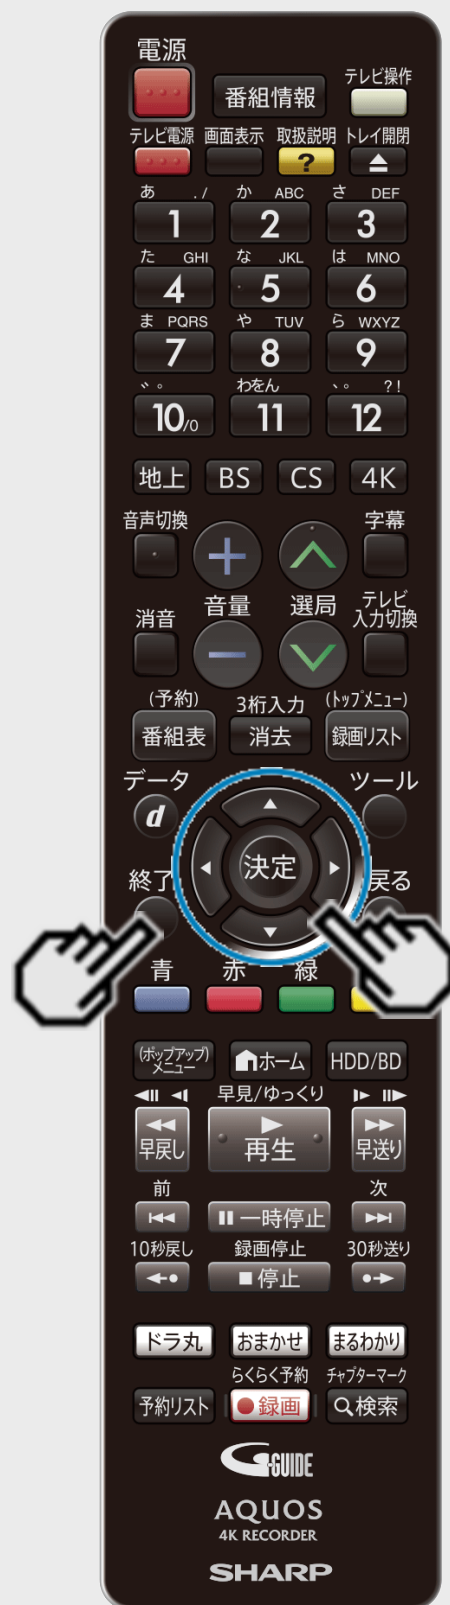 電源
番組情報
テレビ操作
テレビ電源 画面表示 取扱説明 トレイ開閉
?
あ ./ か ABC さ DEF
1 2 3
た GHI な JKL は MNO
4 5 6
ま PQRS や TUV ら WXYZ
7 8 9
゛゜ わをん 、。 ?!
10/0 11 12
地上 BS CS 4K
音声切換 字幕
+
消音 音量 選局 テレビ
入力切換
−
(予約) 3桁入力 (トップメニュー)
番組表 消去 録画リスト
データ ツール
d
決定
終了 戻る
青 赤 緑
(ポップアップ)
メニュー
ホーム HDD/BD
早見/ゆっくり
早戻し 再生 早送り
前 次
一時停止
10秒戻し 録画停止 30秒送り
停止
ドラ丸 おまかせ まるわかり
らくらく予約 チャプターマーク
予約リスト 録画 検索
G-GUIDE
AQUOS
4K RECORDER
SHARP